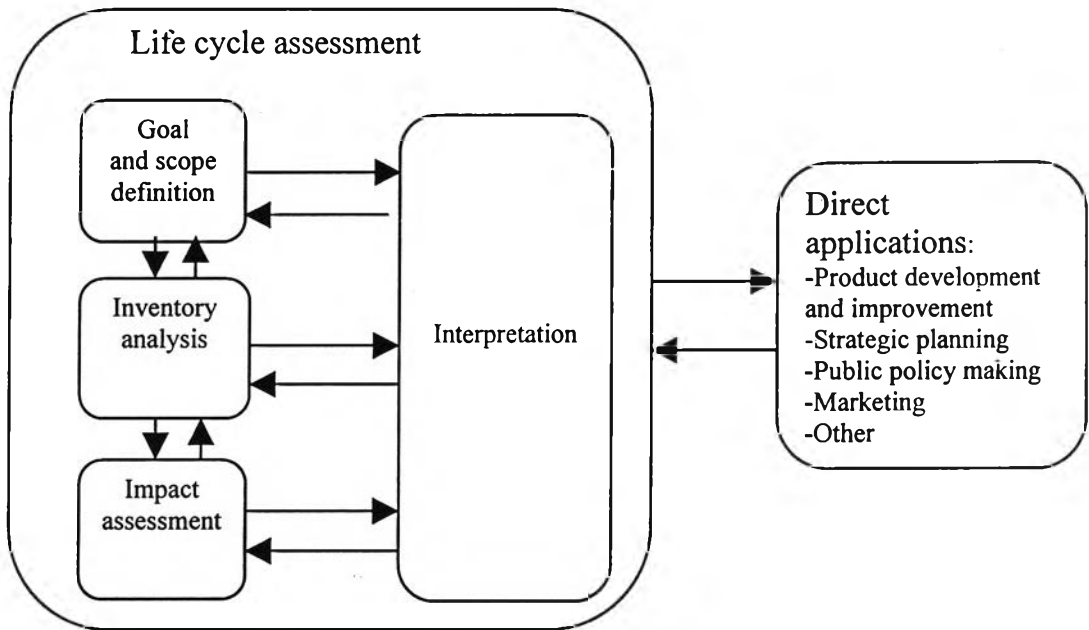 Life cycle assessment
Goal
and scope
definition
Inventory
analysis
Impact
assessment
Interpretation
Direct
applications:
-Product development
and improvement
-Strategic planning
-Public policy making
-Marketing
-Other